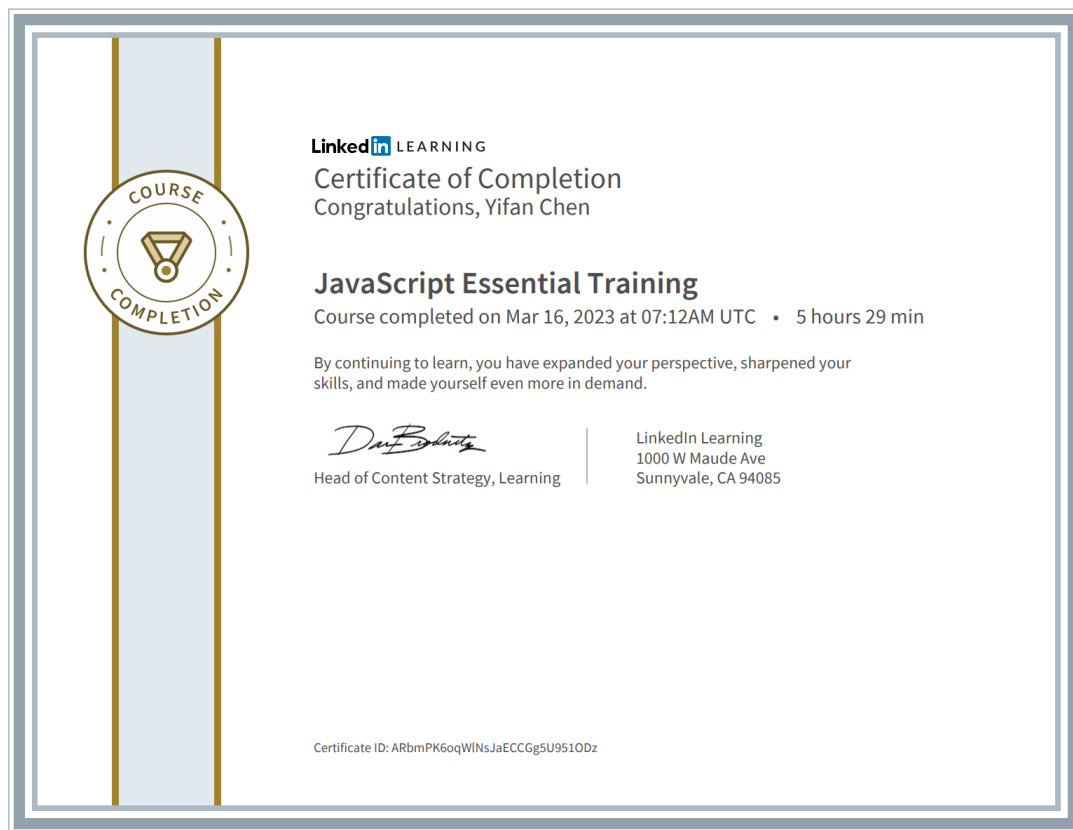 COURSE
COMPLETION
Linked in LEARNING
Certificate of Completion
Congratulations, Yifan Chen
JavaScript Essential Training
Course completed on Mar 16, 2023 at 07:12AM UTC • 5 hours 29 min
By continuing to learn, you have expanded your perspective, sharpened your
skills, and made yourself even more in demand.
Head of Content Strategy, Learning
LinkedIn Learning
1000 W Maude Ave
Sunnyvale, CA 94085
Certificate ID: ARbmPK6oqWlNsJaECCGg5U951ODz